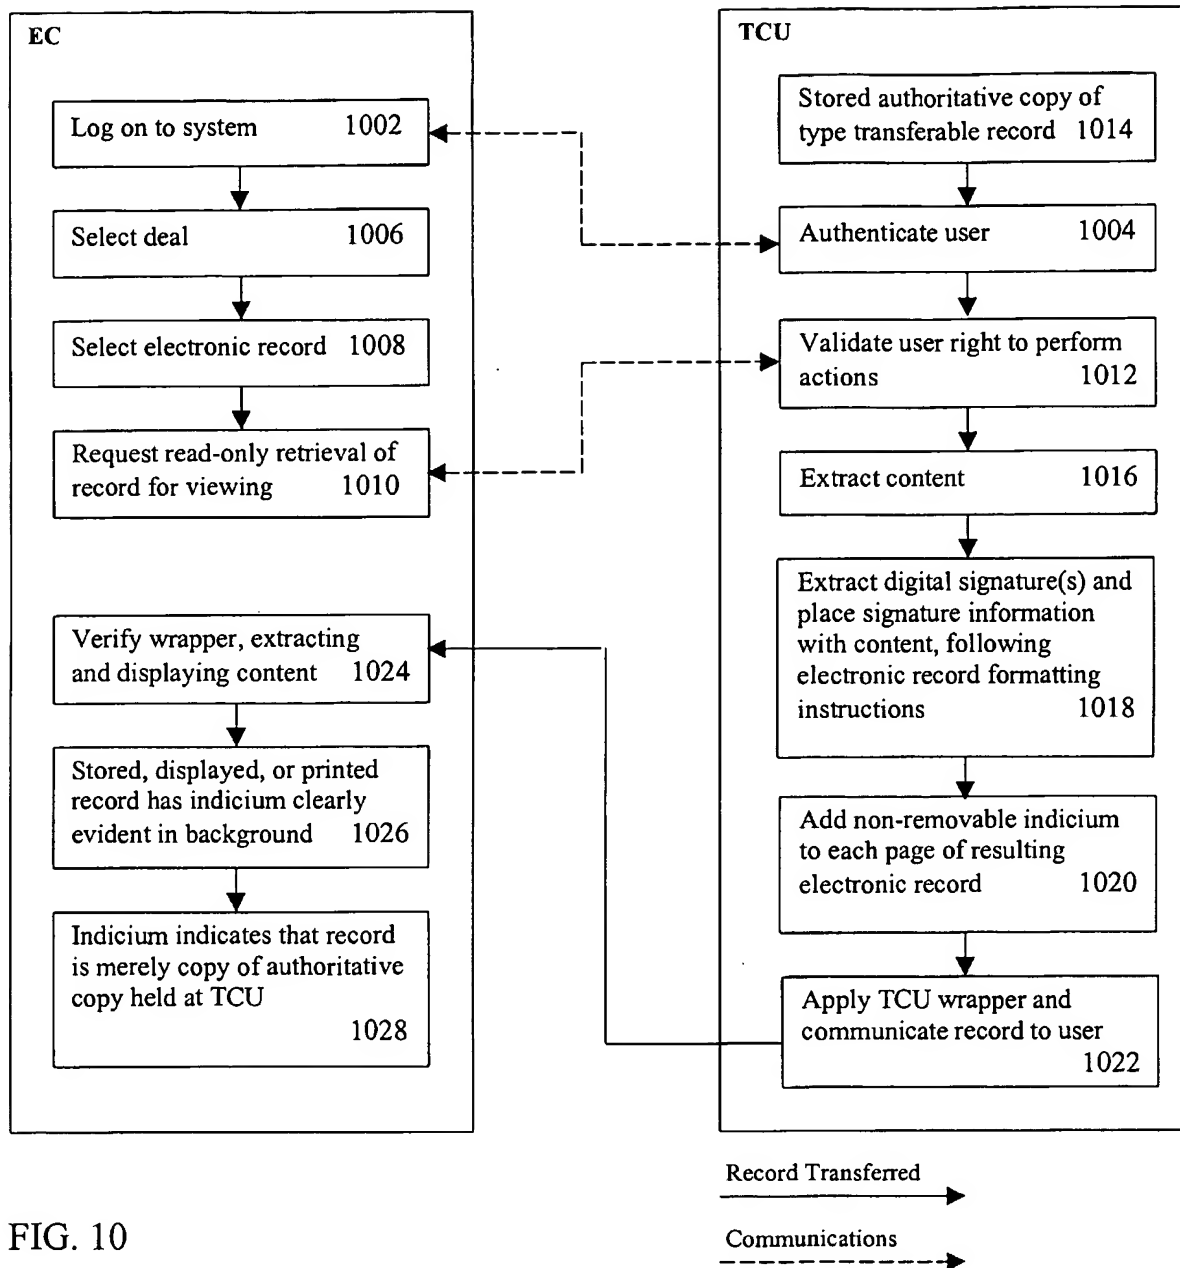 EC
Log on to system 1002
Select deal 1006
Select electronic record 1008
Request read-only retrieval of
record for viewing 1010
Verify wrapper, extracting
and displaying content 1024
Stored, displayed, or printed
record has indicium clearly
evident in background 1026
Indicium indicates that record
is merely copy of authoritative
copy held at TCU
1028
TCU
Stored authoritative copy of
type transferable record 1014
Authenticate user 1004
Validate user right to perform
actions 1012
Extract content 1016
Extract digital signature(s) and
place signature information
with content, following
electronic record formatting
instructions 1018
Add non-removable indicium
to each page of resulting
electronic record 1020
Apply TCU wrapper and
communicate record to user
1022
Record Transferred
Communications
FIG. 10